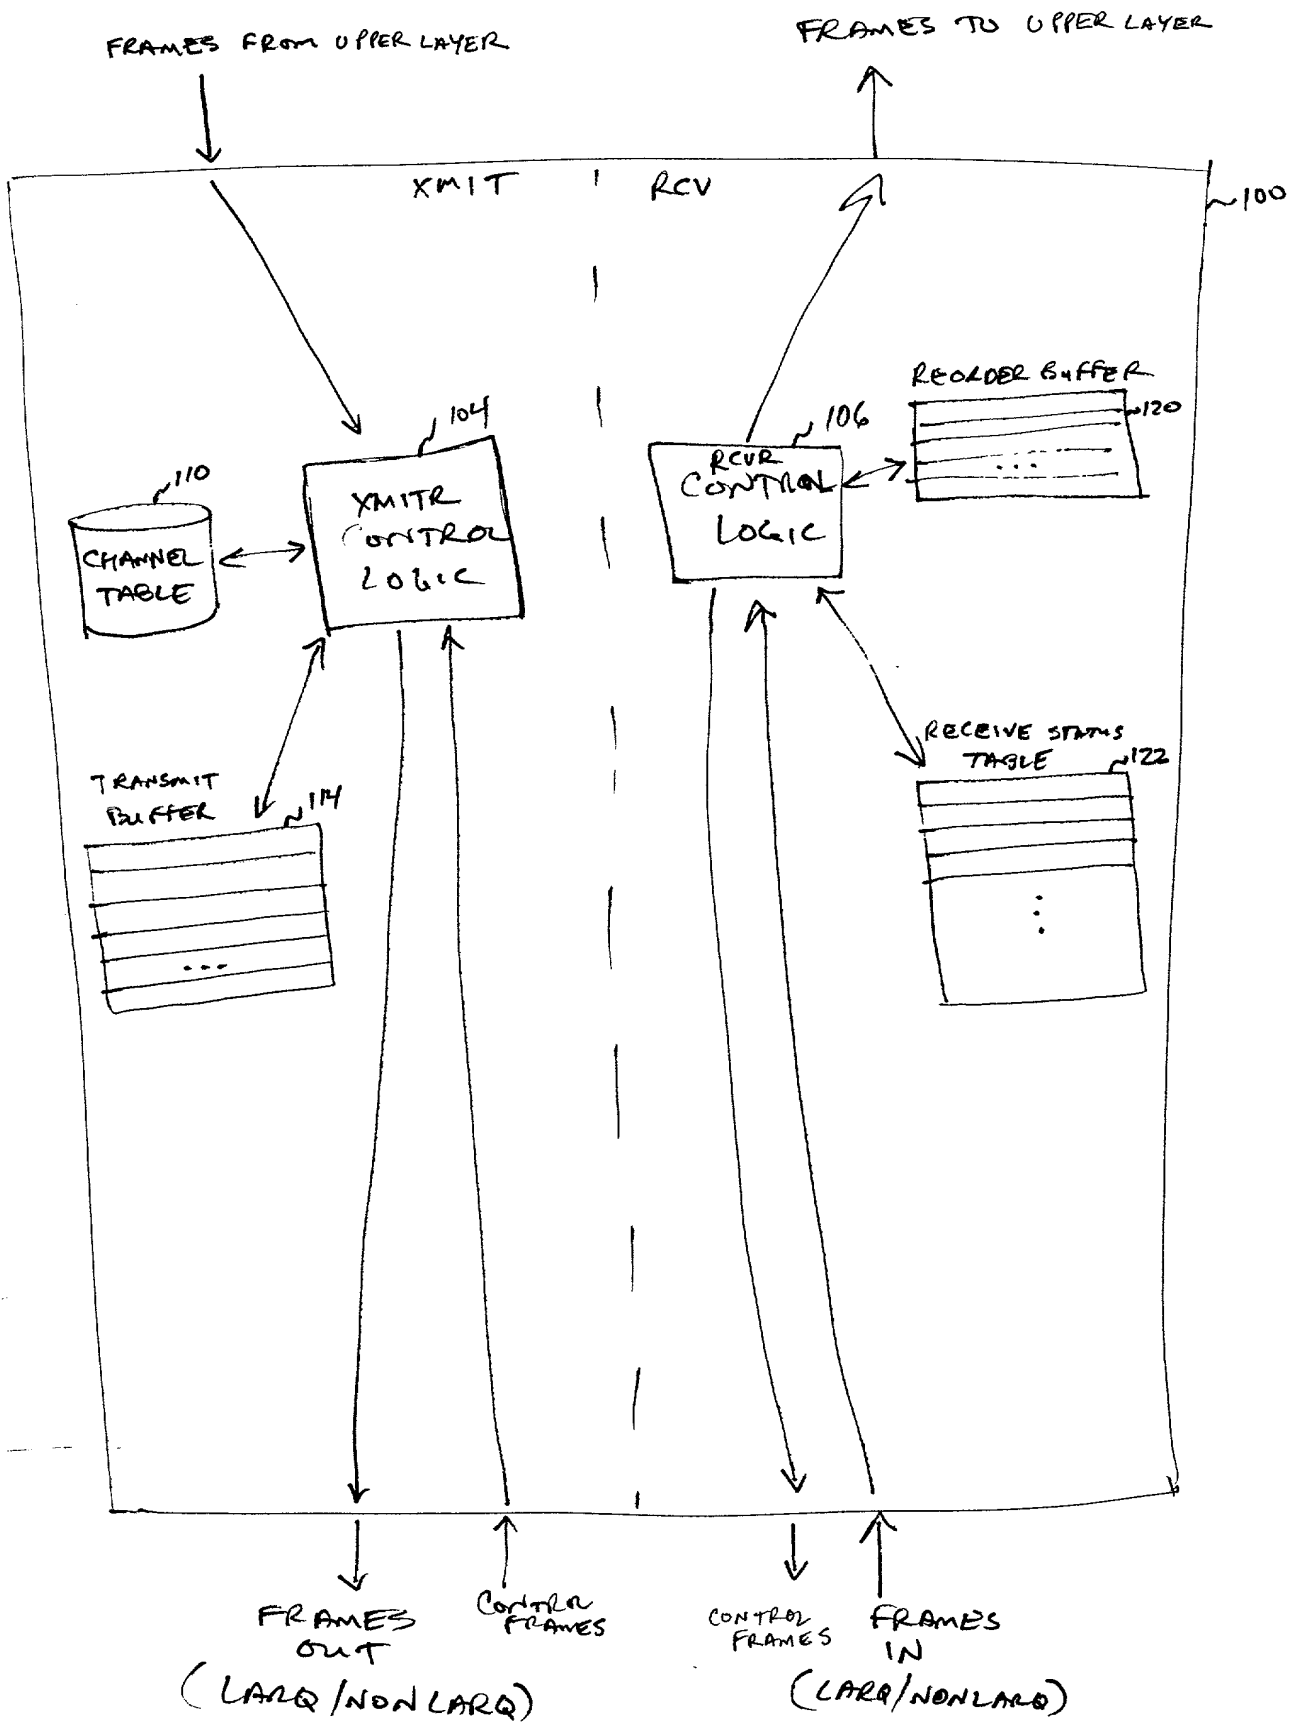 FRAMES FROM UPPER LAYER
FRAMES TO UPPER LAYER
XMIT
RCV
100
REORDER BUFFER
120
104
106
110
XMITR
CONTROL
LOGIC
RCVR
CONTROL
LOGIC
CHANNEL
TABLE
RECEIVE STATUS
TABLE
122
TRANSMIT
BUFFER
114
...
...
FRAMES
OUT
(LARQ/NONLARQ)
CONTROL
FRAMES
CONTROL
FRAMES
FRAMES
IN
(LARQ/NONLARQ)